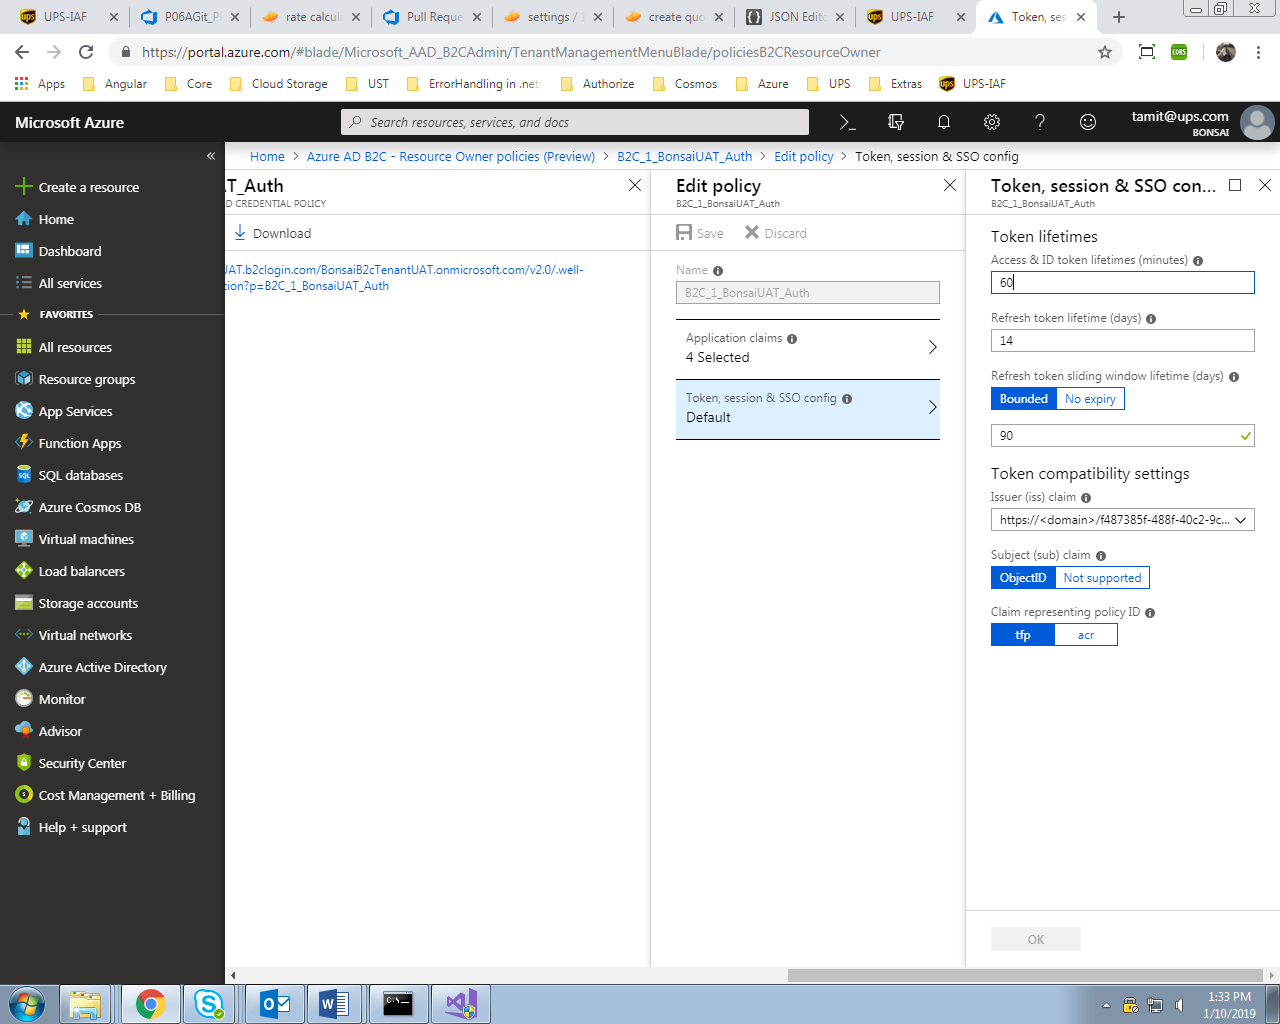 UPS-IAF
P06AGit_P
rate calcul
Pull Reque
settings /
create quo
JSON Edit
UPS-IAF
Token, ses
https://portal.azure.com/#blade/Microsoft_AAD_B2CAdmin/TenantManagementMenuBlade/policiesB2CResourceOwner
CORS
Apps
Angular
Core
Cloud Storage
UST
ErrorHandling in .net
Authorize
Cosmos
Azure
UPS
Extras
UPS-IAF
Microsoft Azure
Search resources, services, and docs
tamit@ups.com
BONSAI
Home > Azure AD B2C - Resource Owner policies (Preview) > B2C_1_BonsaiUAT_Auth > Edit policy > Token, session & SSO config
Create a resource
Home
Dashboard
All services
FAVORITES
All resources
Resource groups
App Services
Function Apps
SQL databases
Azure Cosmos DB
Virtual machines
Load balancers
Storage accounts
Virtual networks
Azure Active Directory
Monitor
Advisor
Security Center
Cost Management + Billing
Help + support
AT_Auth
D CREDENTIAL POLICY
Download
UAT.b2clogin.com/BonsaiB2cTenantUAT.onmicrosoft.com/v2.0/.well-
tion?p=B2C_1_BonsaiUAT_Auth
Edit policy
B2C_1_BonsaiUAT_Auth
Save
Discard
Name
B2C_1_BonsaiUAT_Auth
Application claims
4 Selected
Token, session & SSO config
Default
Token, session & SSO con...
B2C_1_BonsaiUAT_Auth
Token lifetimes
Access & ID token lifetimes (minutes)
60
Refresh token lifetime (days)
14
Refresh token sliding window lifetime (days)
Bounded
No expiry
90
Token compatibility settings
Issuer (iss) claim
https://<domain>/f487385f-488f-40c2-9c...
Subject (sub) claim
ObjectID
Not supported
Claim representing policy ID
tfp
acr
OK
1:33 PM
1/10/2019